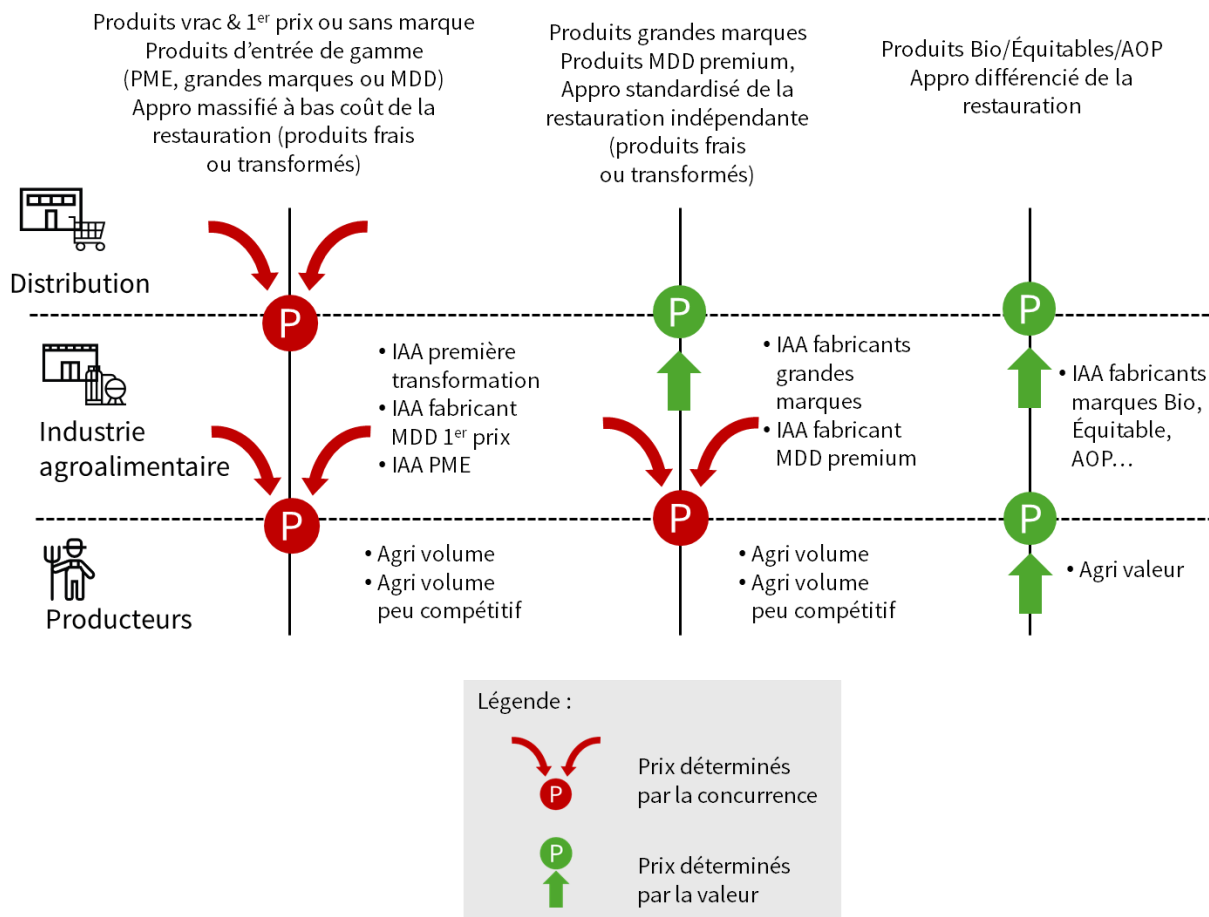 Produits vrac & 1er prix ou sans marque
Produits d'entrée de gamme
(PME, grandes marques ou MDD)
Appro massifié à bas coût de la
restauration (produits frais
ou transformés)
Produits grandes marques
Produits MDD premium,
Appro standardisé de la
restauration indépendante
(produits frais
ou transformés)
Produits Bio/Équitables/AOP
Appro différencié de la
restauration
Distribution
P
P
P
Industrie
agroalimentaire
• IAA première
transformation
• IAA fabricant
MDD 1er prix
• IAA PME
• IAA fabricants
grandes
marques
• IAA fabricant
MDD premium
• IAA fabricants
marques Bio,
Équitable,
AOP…
P
P
P
Producteurs
• Agri volume
• Agri volume
peu compétitif
• Agri volume
• Agri volume
peu compétitif
• Agri valeur
Légende :
P
Prix déterminés
par la concurrence
P
Prix déterminés
par la valeur